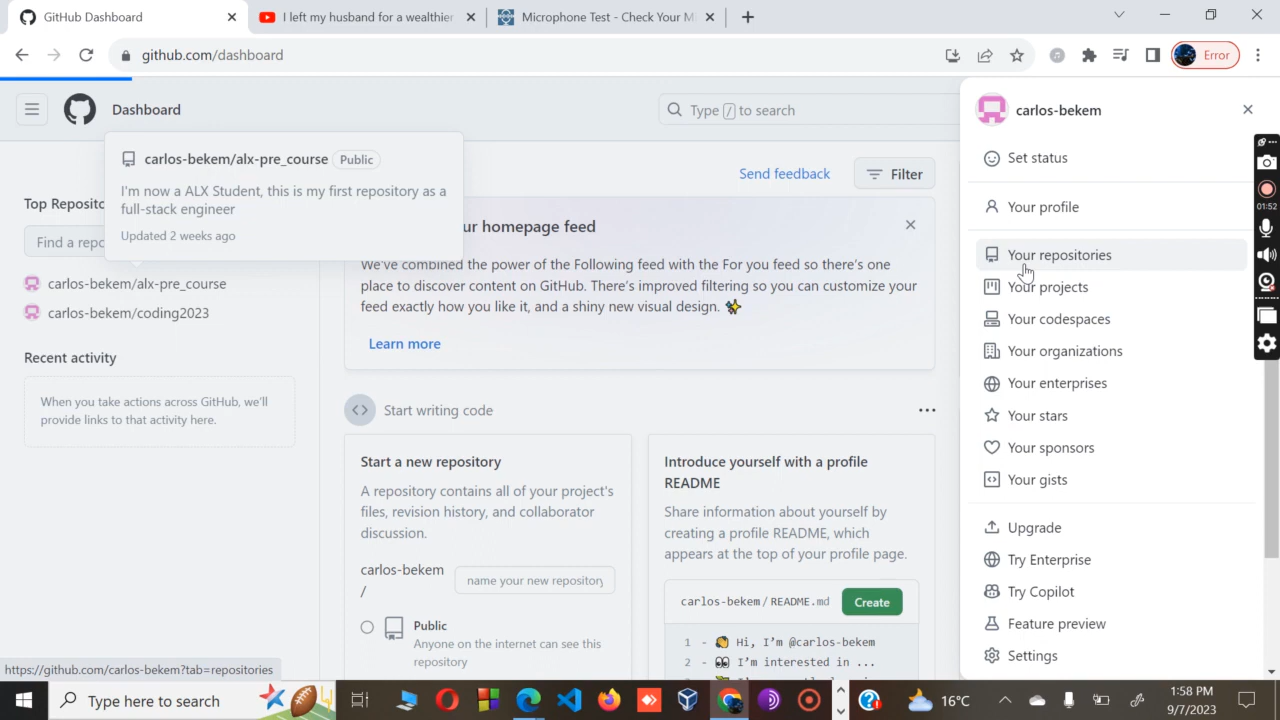 GitHub Dashboard
I left my husband for a wealthier
Microphone Test - Check Your Mi
github.com/dashboard
Error
Dashboard
Type / to search
carlos-bekem
carlos-bekem/alx-pre_course Public
I'm now a ALX Student, this is my first repository as a
full-stack engineer
Updated 2 weeks ago
Send feedback
Filter
Top Reposito
Find a repo
ur homepage feed
We've combined the power of the Following feed with the For you feed so there's one
place to discover content on GitHub. There's improved filtering so you can customize your
feed exactly how you like it, and a shiny new visual design. ✨
Learn more
carlos-bekem/alx-pre_course
carlos-bekem/coding2023
Recent activity
When you take actions across GitHub, we'll
provide links to that activity here.
Start writing code
Start a new repository
A repository contains all of your project's
files, revision history, and collaborator
discussion.
carlos-bekem
/
name your new repository
Public
Anyone on the internet can see this
repository
Introduce yourself with a profile
README
Share information about yourself by
creating a profile README, which
appears at the top of your profile page.
carlos-bekem / README.md
Create
1 - 👋 Hi, I'm @carlos-bekem
2 - 👀 I'm interested in ...
Set status
Your profile
Your repositories
Your projects
Your codespaces
Your organizations
Your enterprises
Your stars
Your sponsors
Your gists
Upgrade
Try Enterprise
Try Copilot
Feature preview
Settings
01:52
https://github.com/carlos-bekem?tab=repositories
Type here to search
16°C
1:58 PM
9/7/2023